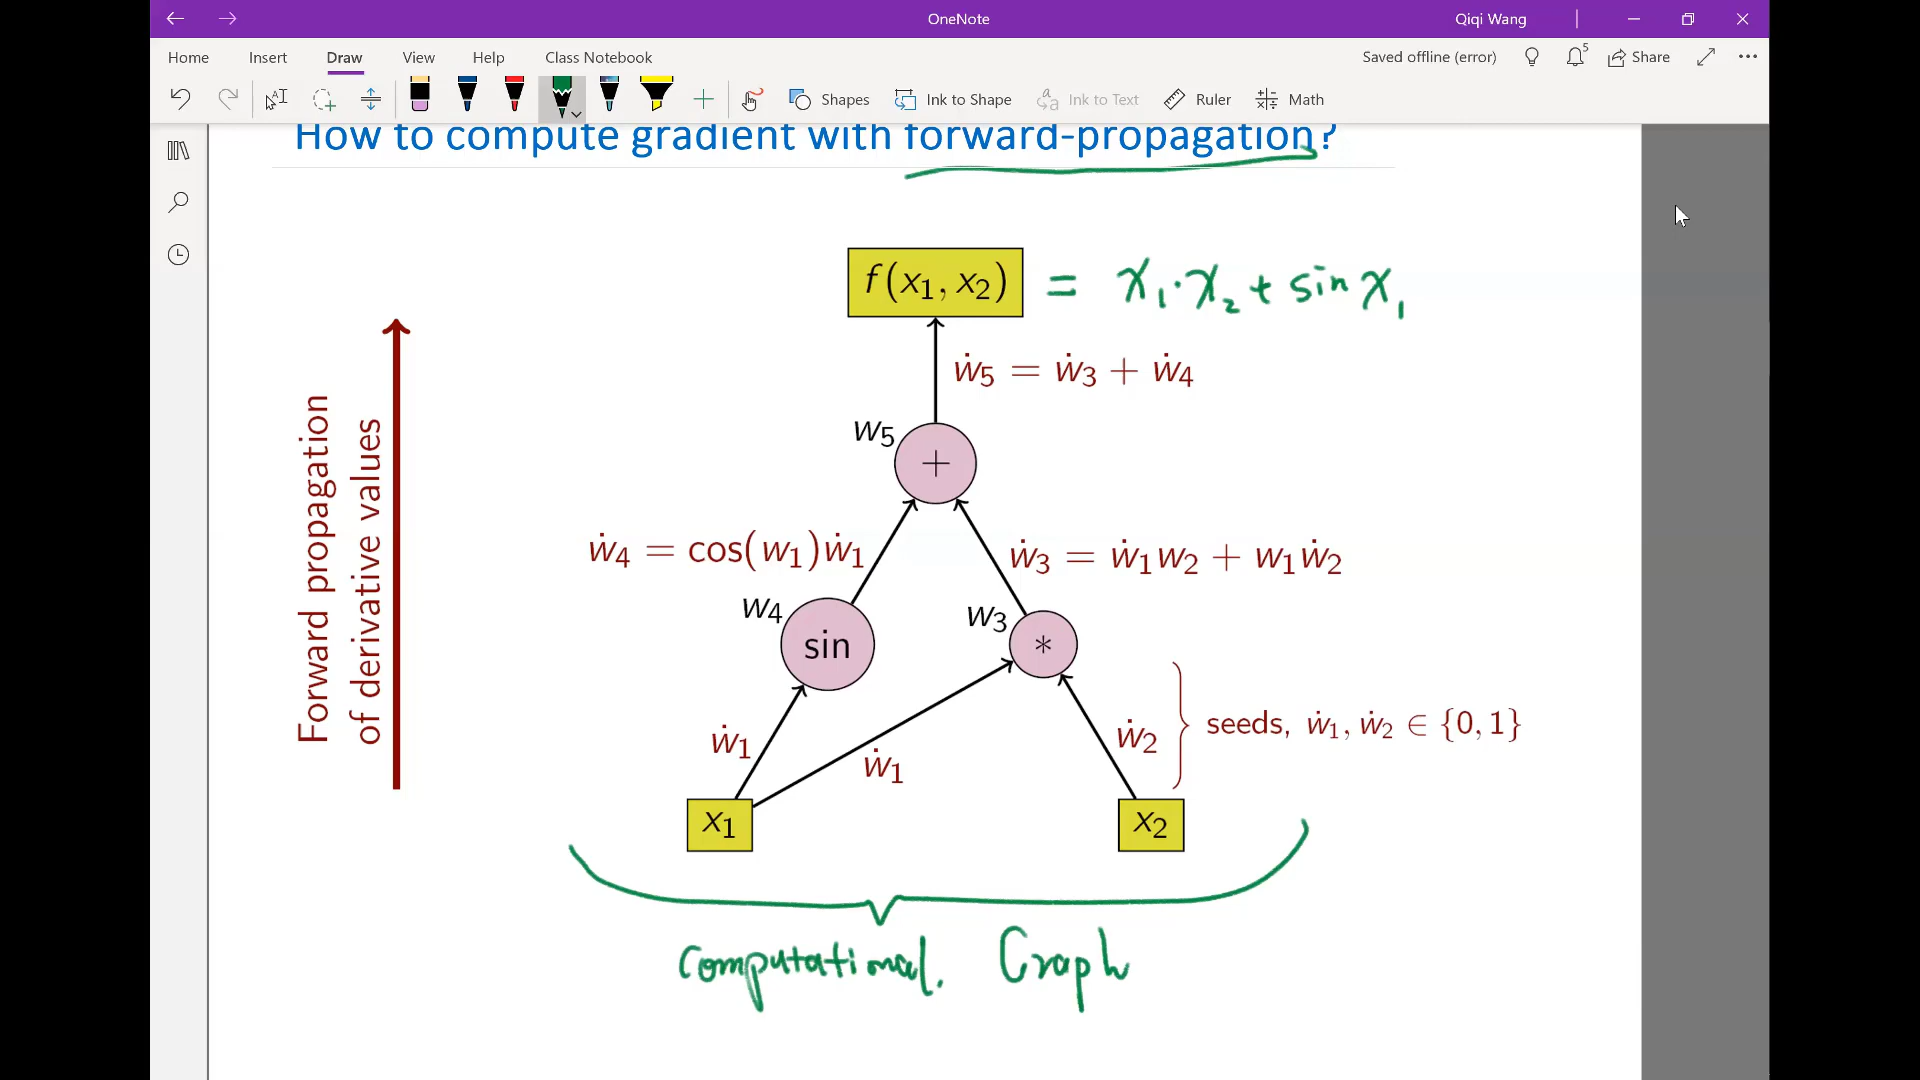 OneNote
Qiqi Wang
Home Insert Draw View Help Class Notebook
Saved offline (error) 5 Share
Shapes Ink to Shape Ink to Text Ruler Math
How to compute gradient with forward-propagation?
f(x₁, x₂) = x₁·x₂ + sin x₁
ẇ₅ = ẇ₃ + ẇ₄
w₅
+
Forward propagation
of derivative values
ẇ₄ = cos(w₁)ẇ₁
ẇ₃ = ẇ₁w₂ + w₁ẇ₂
w₄
sin
w₃
*
ẇ₁
ẇ₁
ẇ₂
seeds, ẇ₁, ẇ₂ ∈ {0, 1}
x₁
x₂
Computational. Graph